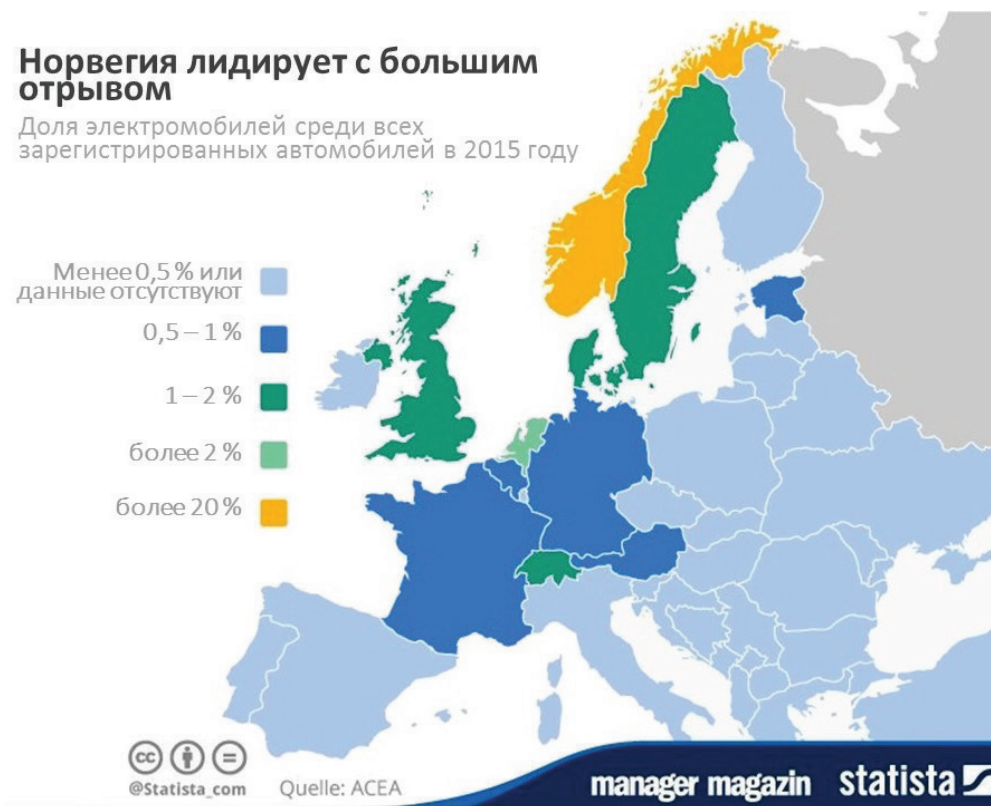 Норвегия лидирует с большим
отрывом
Доля электромобилей среди всех
зарегистрированных автомобилей в 2015 году
Менее 0,5 % или
данные отсутствуют
0,5 – 1 %
1 – 2 %
более 2 %
более 20 %
cc
@Statista_com
Quelle: ACEA
manager magazin
statista